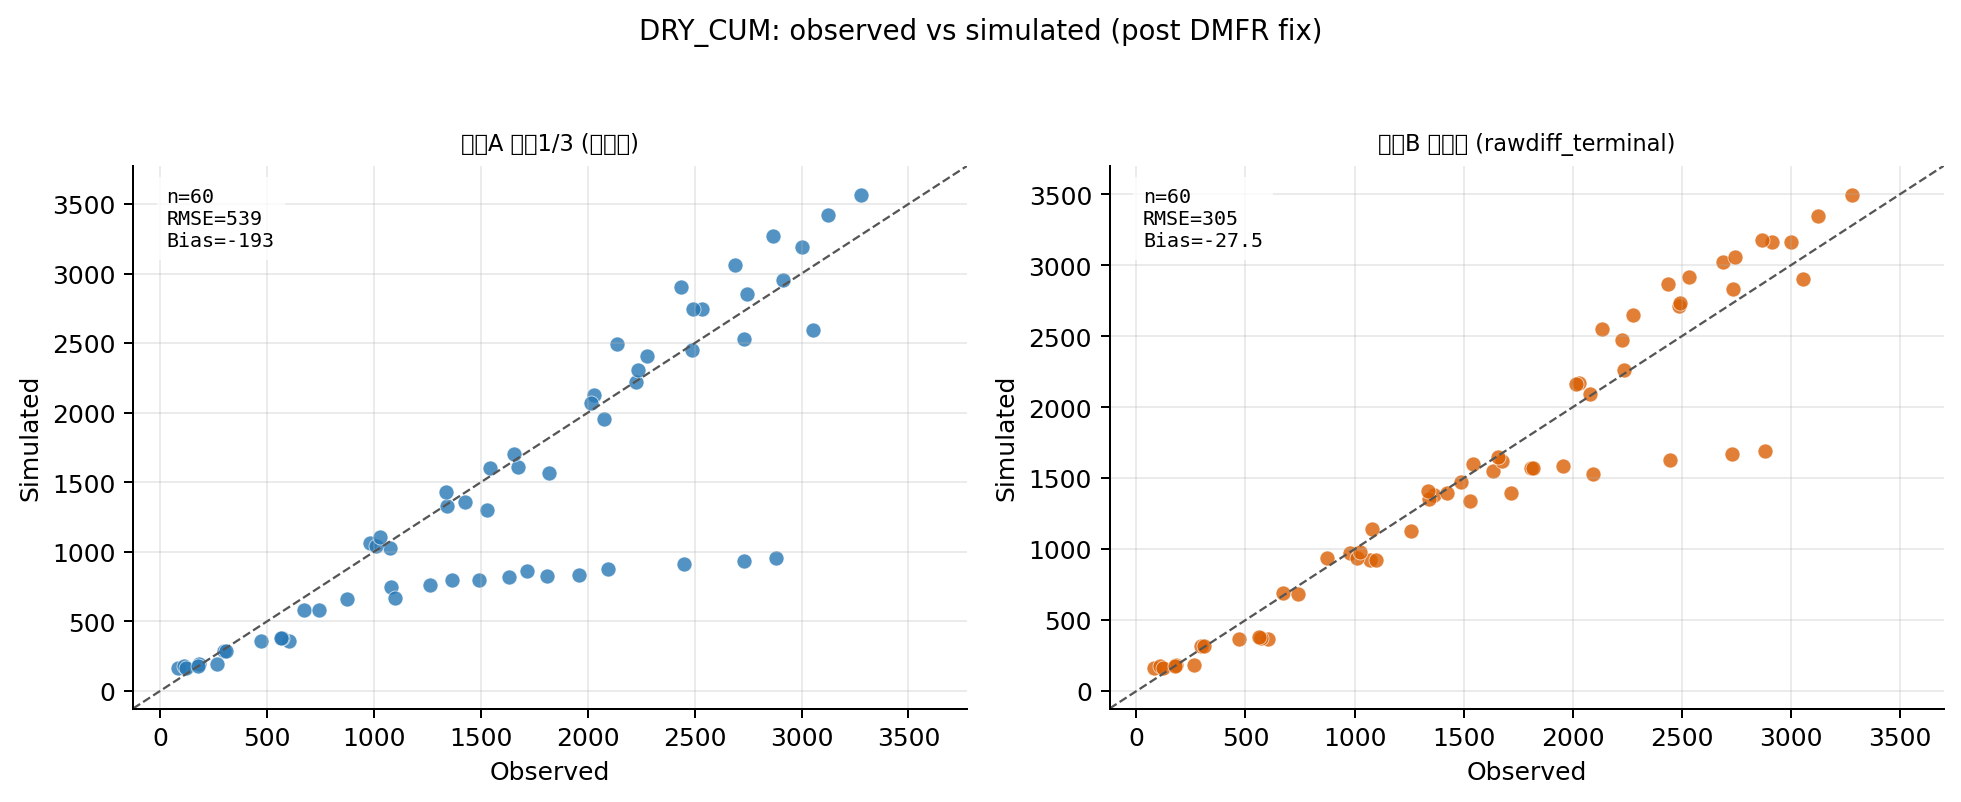 DRY_CUM: observed vs simulated (post DMFR fix)
A 1/3
n=60
RMSE=539
Bias=-193
Simulated
3500
3000
2500
2000
1500
1000
500
0
0 500 1000 1500 2000 2500 3000 3500
Observed
B (rawdiff_terminal)
n=60
RMSE=305
Bias=-27.5
Simulated
3500
3000
2500
2000
1500
1000
500
0
0 500 1000 1500 2000 2500 3000 3500
Observed